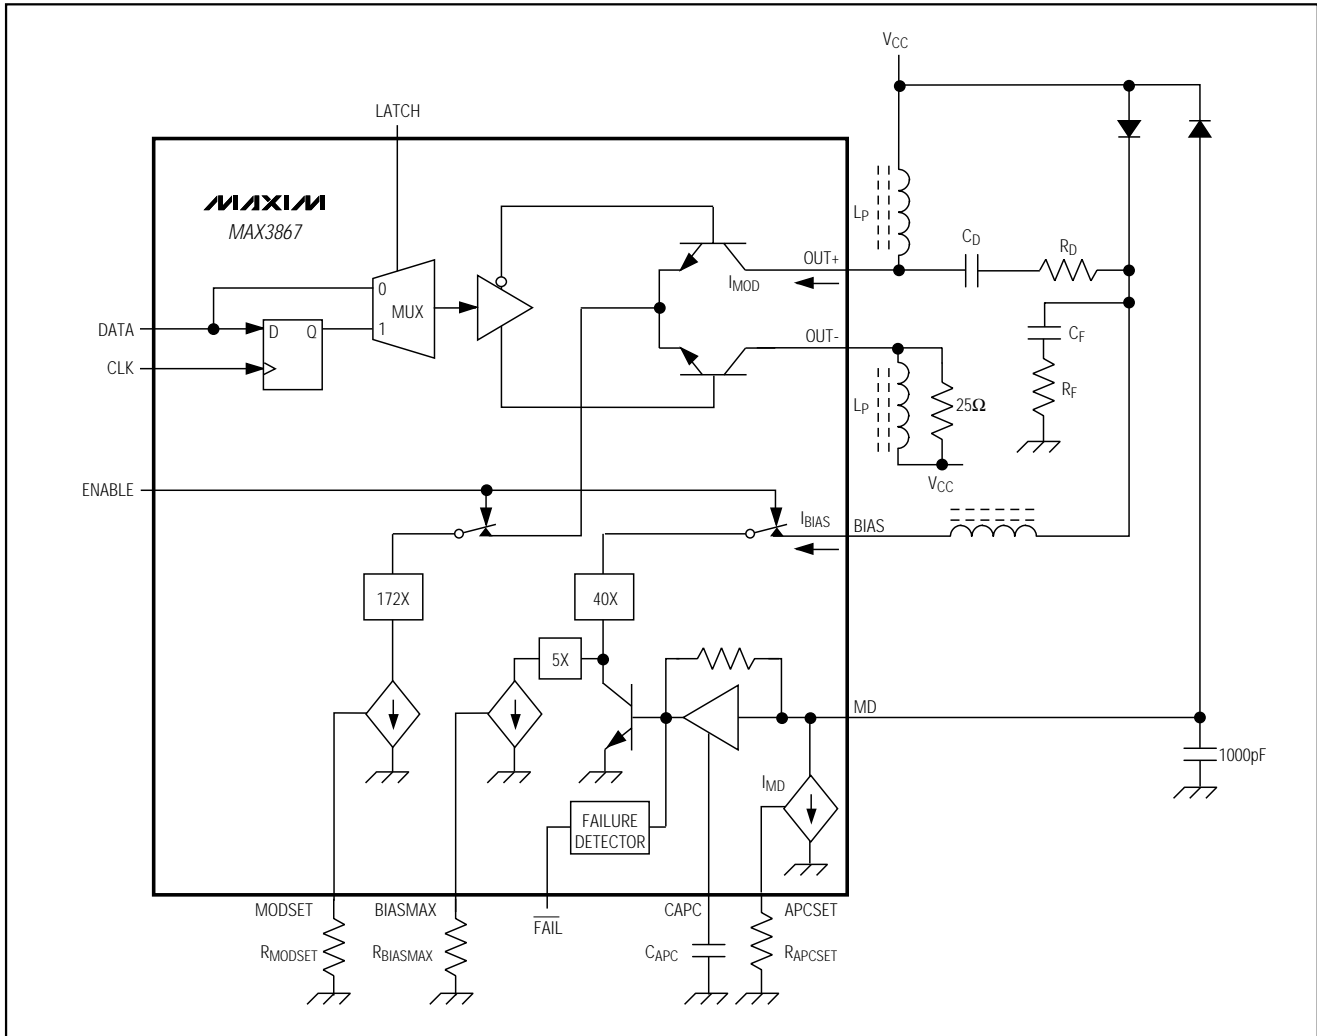 VCC
LATCH
MAXIM
MAX3867
LP
CD
RD
OUT+
IMOD
0
MUX
1
DATA
D Q
CLK
OUT-
CF
RF
LP
25Ω
VCC
ENABLE
IBIAS
BIAS
172X
40X
5X
MD
1000pF
IMD
FAILURE
DETECTOR
MODSET
BIASMAX
FAIL
CAPC
APCSET
RMODSET
RBIASMAX
CAPC
RAPCSET